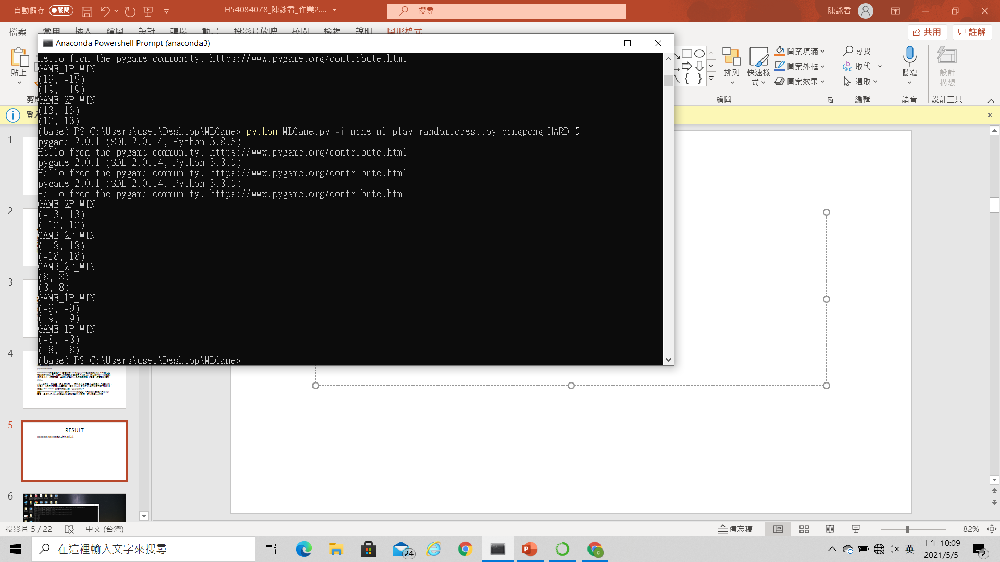 自動儲存
關閉
H54084078_陳詠君_作業2....
搜尋
陳詠君
檔案
常用
插入
繪圖
設計
轉場
動畫
投影片放映
校閱
檢視
說明
圖形格式
共用
註解
貼上
排列
快速樣式
圖案填滿
圖案外框
圖案效果
尋找
取代
選取
聽寫
設計構想
繪圖
編輯
語音
設計工具
Anaconda Powershell Prompt (anaconda3)
Hello from the pygame community. https://www.pygame.org/contribute.html
GAME_1P_WIN
(19, -19)
(19, -19)
GAME_2P_WIN
(13, 13)
(13, 13)
(base) PS C:\Users\user\Desktop\MLGame> python MLGame.py -i mine_ml_play_randomforest.py pingpong HARD 5
pygame 2.0.1 (SDL 2.0.14, Python 3.8.5)
Hello from the pygame community. https://www.pygame.org/contribute.html
pygame 2.0.1 (SDL 2.0.14, Python 3.8.5)
Hello from the pygame community. https://www.pygame.org/contribute.html
pygame 2.0.1 (SDL 2.0.14, Python 3.8.5)
Hello from the pygame community. https://www.pygame.org/contribute.html
GAME_2P_WIN
(-13, 13)
(-13, 13)
GAME_2P_WIN
(-18, 18)
(-18, 18)
GAME_2P_WIN
(8, 8)
(8, 8)
GAME_1P_WIN
(-9, -9)
(-9, -9)
GAME_1P_WIN
(-8, -8)
(-8, -8)
(base) PS C:\Users\user\Desktop\MLGame>
1
2
3
4
5
RESULT
Random forest
6
投影片 5 / 22
中文 (台灣)
備忘稿
82%
在這裡輸入文字來搜尋
24
英
上午 10:09
2021/5/5
2